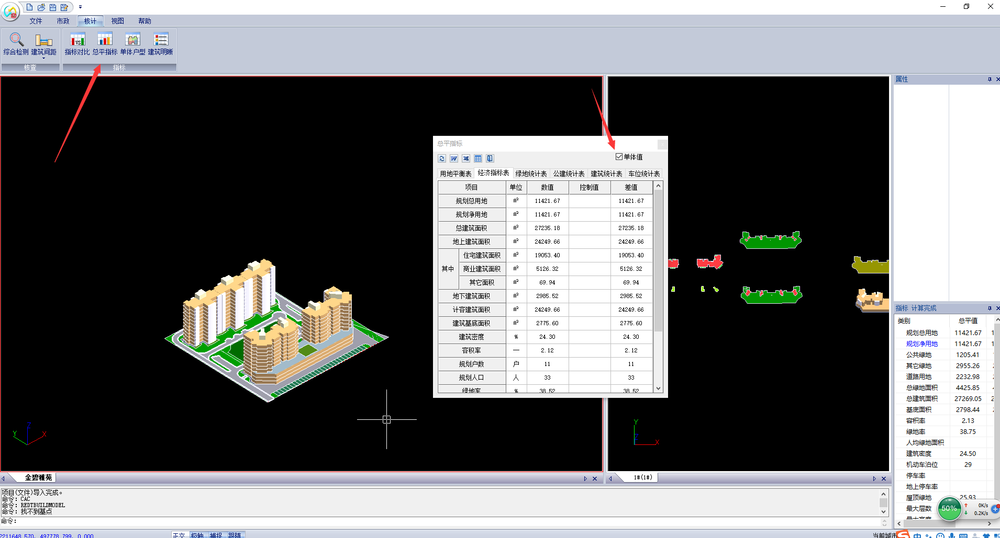 文件 市政 核计 视图 帮助
综合检测 建筑间距 指标对比 总平指标 单体户型 建筑明晰
核查 指标
总平指标
单体值
用地平衡表 经济指标表 绿地统计表 公建统计表 建筑统计表 车位统计表
项目 单位 数值 控制值 差值
规划总用地 m² 11421.67 11421.67
规划净用地 m² 11421.67 11421.67
总建筑面积 m² 27235.18 27235.18
地上建筑面积 m² 24249.66 24249.66
其中
住宅建筑面积 m² 19053.40 19053.40
商业建筑面积 m² 5126.32 5126.32
其它面积 m² 69.94 69.94
地下建筑面积 m² 2985.52 2985.52
计容建筑面积 m² 24249.66 24249.66
建筑基底面积 m² 2775.60 2775.60
建筑密度 % 24.30 24.30
容积率 — 2.12 2.12
规划户数 户 11 11
规划人口 人 33 33
绿地率 % 38.52 38.52
属性
指标 计算完成
类别 总平值
规划总用地 11421.67 1
规划净用地 11421.67 1
公共绿地 1205.41
其它绿地 2955.26
道路用地 2232.98
总绿地面积 4425.85
总建筑面积 27269.05 2
基底面积 2798.44
容积率 2.13
绿地率 38.75
人均绿地面积
建筑密度 24.50
机动车泊位 29
停车率
地上停车率
屋顶绿地 25.93
最大层数
最大高度
50%
0K/s
0.2K/s
Z
Y X
Y
Z
X
金碧雅苑
1#(1#)
项目(文件)导入完成。
命令: CAC
命令: REDTBUILDMODEL
命令: 找不到基点
命令:
2211648.570, 497778.799, 0.000
正交 极轴 捕捉 跟随
当前城市
中